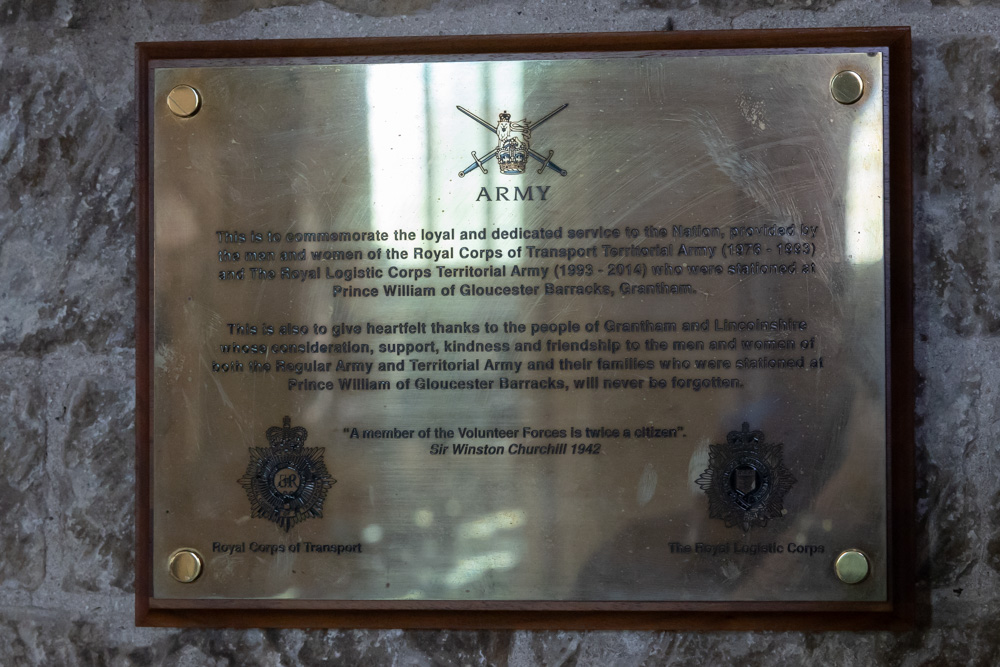 ARMY
This is to commemorate the loyal and dedicated service to the Nation, provided by
the men and women of the Royal Corps of Transport Territorial Army (1976 - 1993)
and The Royal Logistic Corps Territorial Army (1993 - 2014) who were stationed at
Prince William of Gloucester Barracks, Grantham.
This is also to give heartfelt thanks to the people of Grantham and Lincolnshire
whose consideration, support, kindness and friendship to the men and women of
both the Regular Army and Territorial Army and their families who were stationed at
Prince William of Gloucester Barracks, will never be forgotten.
"A member of the Volunteer Forces is twice a citizen".
Sir Winston Churchill 1942
Royal Corps of Transport
The Royal Logistic Corps